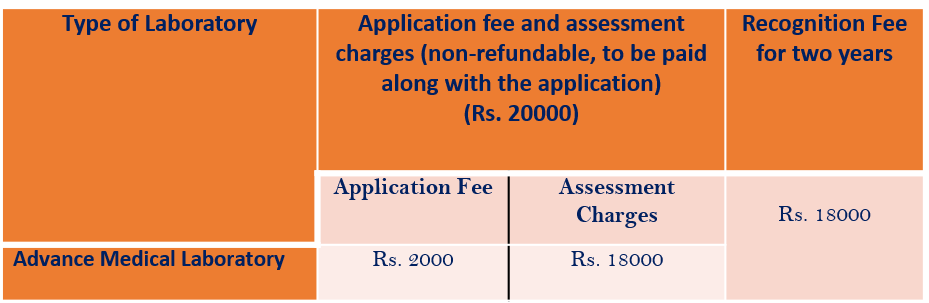 Type of Laboratory
Application fee and assessment
charges (non-refundable, to be paid
along with the application)
(Rs. 20000)
Recognition Fee
for two years
Application Fee
Assessment
Charges
Rs. 18000
Advance Medical Laboratory
Rs. 2000
Rs. 18000